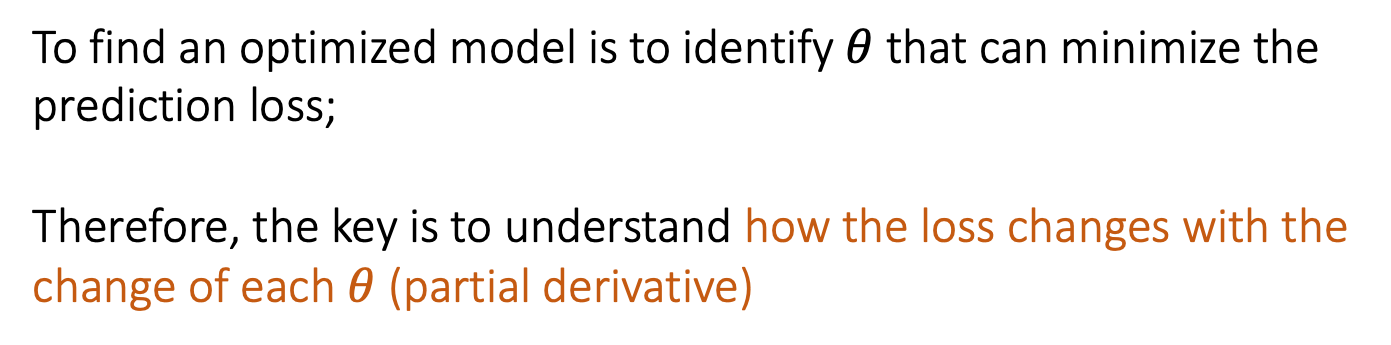 To find an optimized model is to identify θ that can minimize the
prediction loss;
Therefore, the key is to understand how the loss changes with the
change of each θ (partial derivative)